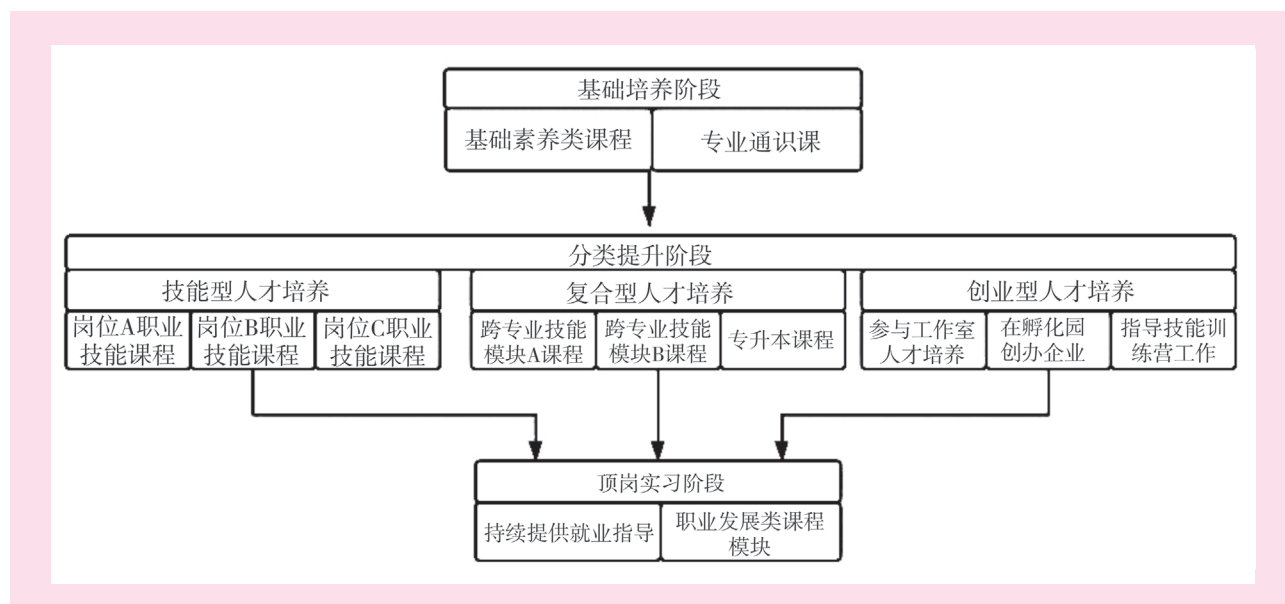 基础培养阶段
基础素养类课程
专业通识课
分类提升阶段
技能型人才培养
复合型人才培养
创业型人才培养
岗位A职业
技能课程
岗位B职业
技能课程
岗位C职业
技能课程
跨专业技能
模块A课程
跨专业技能
模块B课程
专升本课程
参与工作室
人才培养
在孵化园
创办企业
指导技能训
练营工作
顶岗实习阶段
持续提供就业指导
职业发展类课程
模块